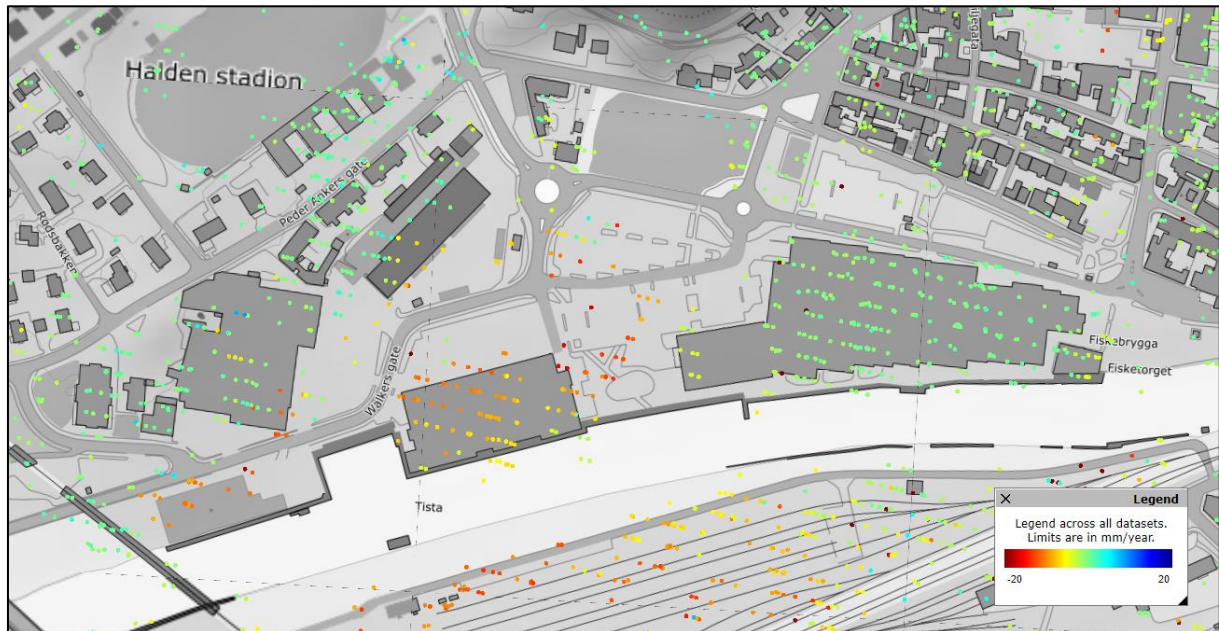 Halden stadion
Peder Ankers gate
Rødsbakken
Walkers gate
Fiskebrygga
Fisketorget
Tista
X Legend
Legend across all datasets.
Limits are in mm/year.
-20 20